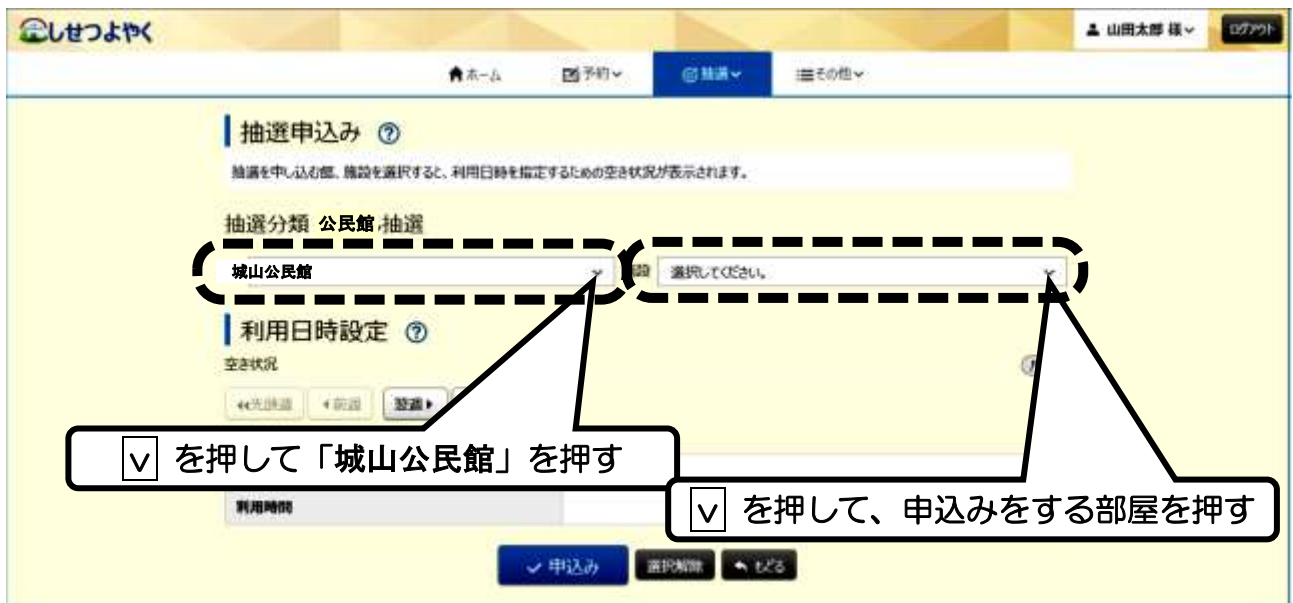 しせつよやく
山田太郎 様
ログアウト
ホーム 予約 抽選 その他
抽選申込み ?
抽選を申し込む館、施設を選択すると、利用日時を指定するための空き状況が表示されます。
抽選分類 公民館,抽選
城山公民館
選択してください。
利用日時設定 ?
空き状況
前週 翌週
v を押して「城山公民館」を押す
利用時間
v を押して、申込みをする部屋を押す
申込み 選択解除 もどる